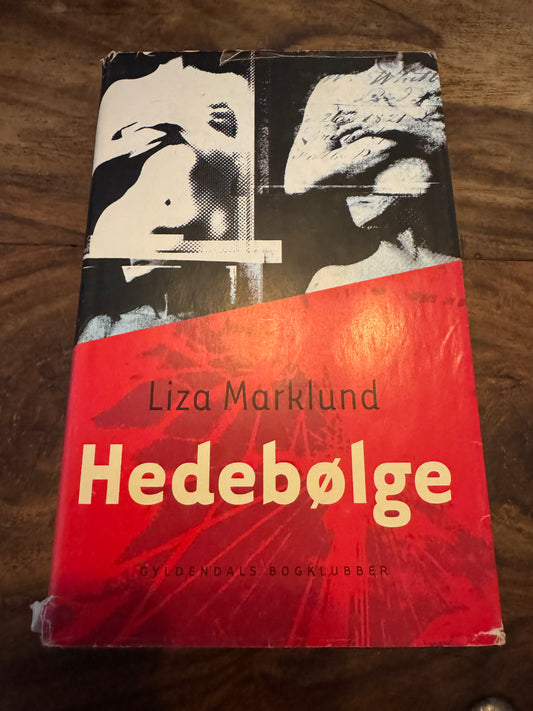 Liza Marklund
Hedebølge
GYLDENDALS BOGKLUBBER